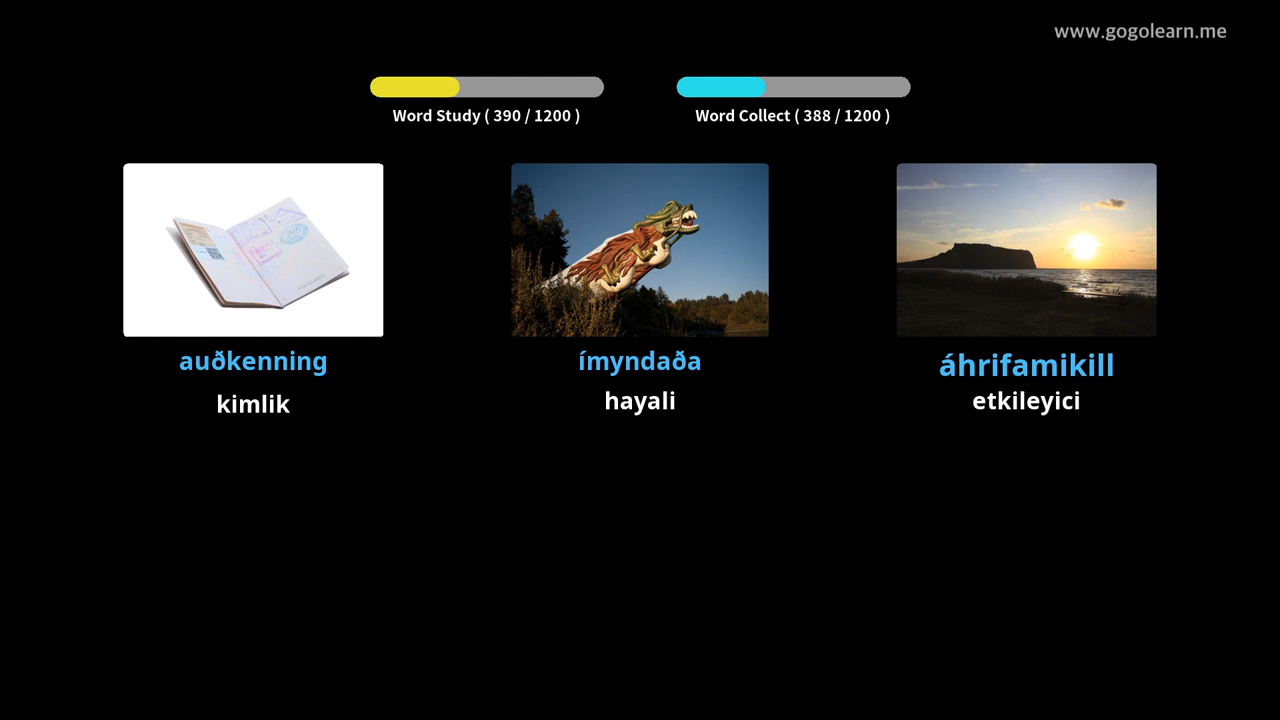 www.gogolearn.me
Word Study ( 390 / 1200 )
Word Collect ( 388 / 1200 )
auðkenning
ímyndaða
áhrifamikill
kimlik
hayali
etkileyici